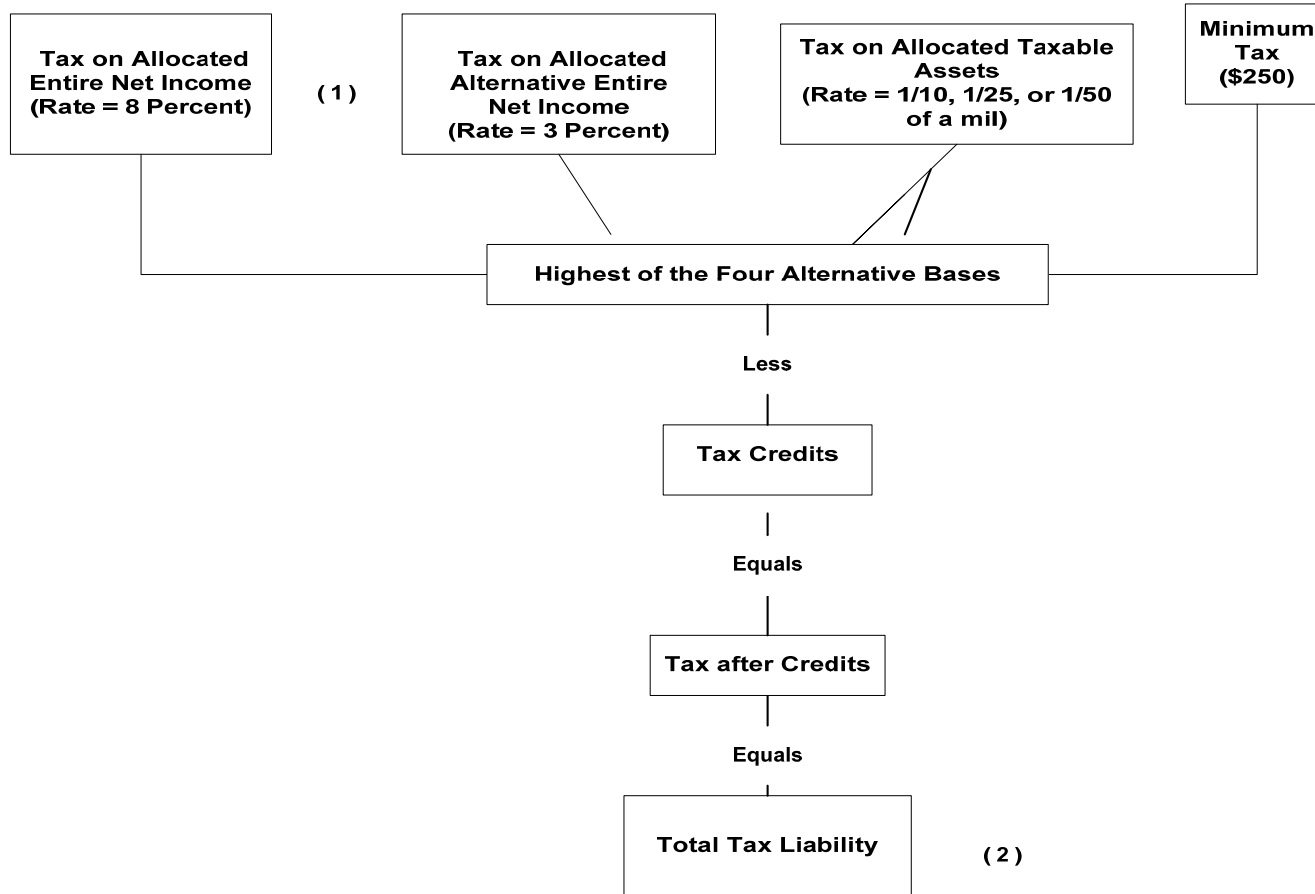 Tax on Allocated
Entire Net Income
(Rate = 8 Percent)
( 1 )
Tax on Allocated
Alternative Entire
Net Income
(Rate = 3 Percent)
Tax on Allocated Taxable
Assets
(Rate = 1/10, 1/25, or 1/50
of a mil)
Minimum
Tax
($250)
Highest of the Four Alternative Bases
Less
Tax Credits
Equals
Tax after Credits
Equals
Total Tax Liability
( 2 )